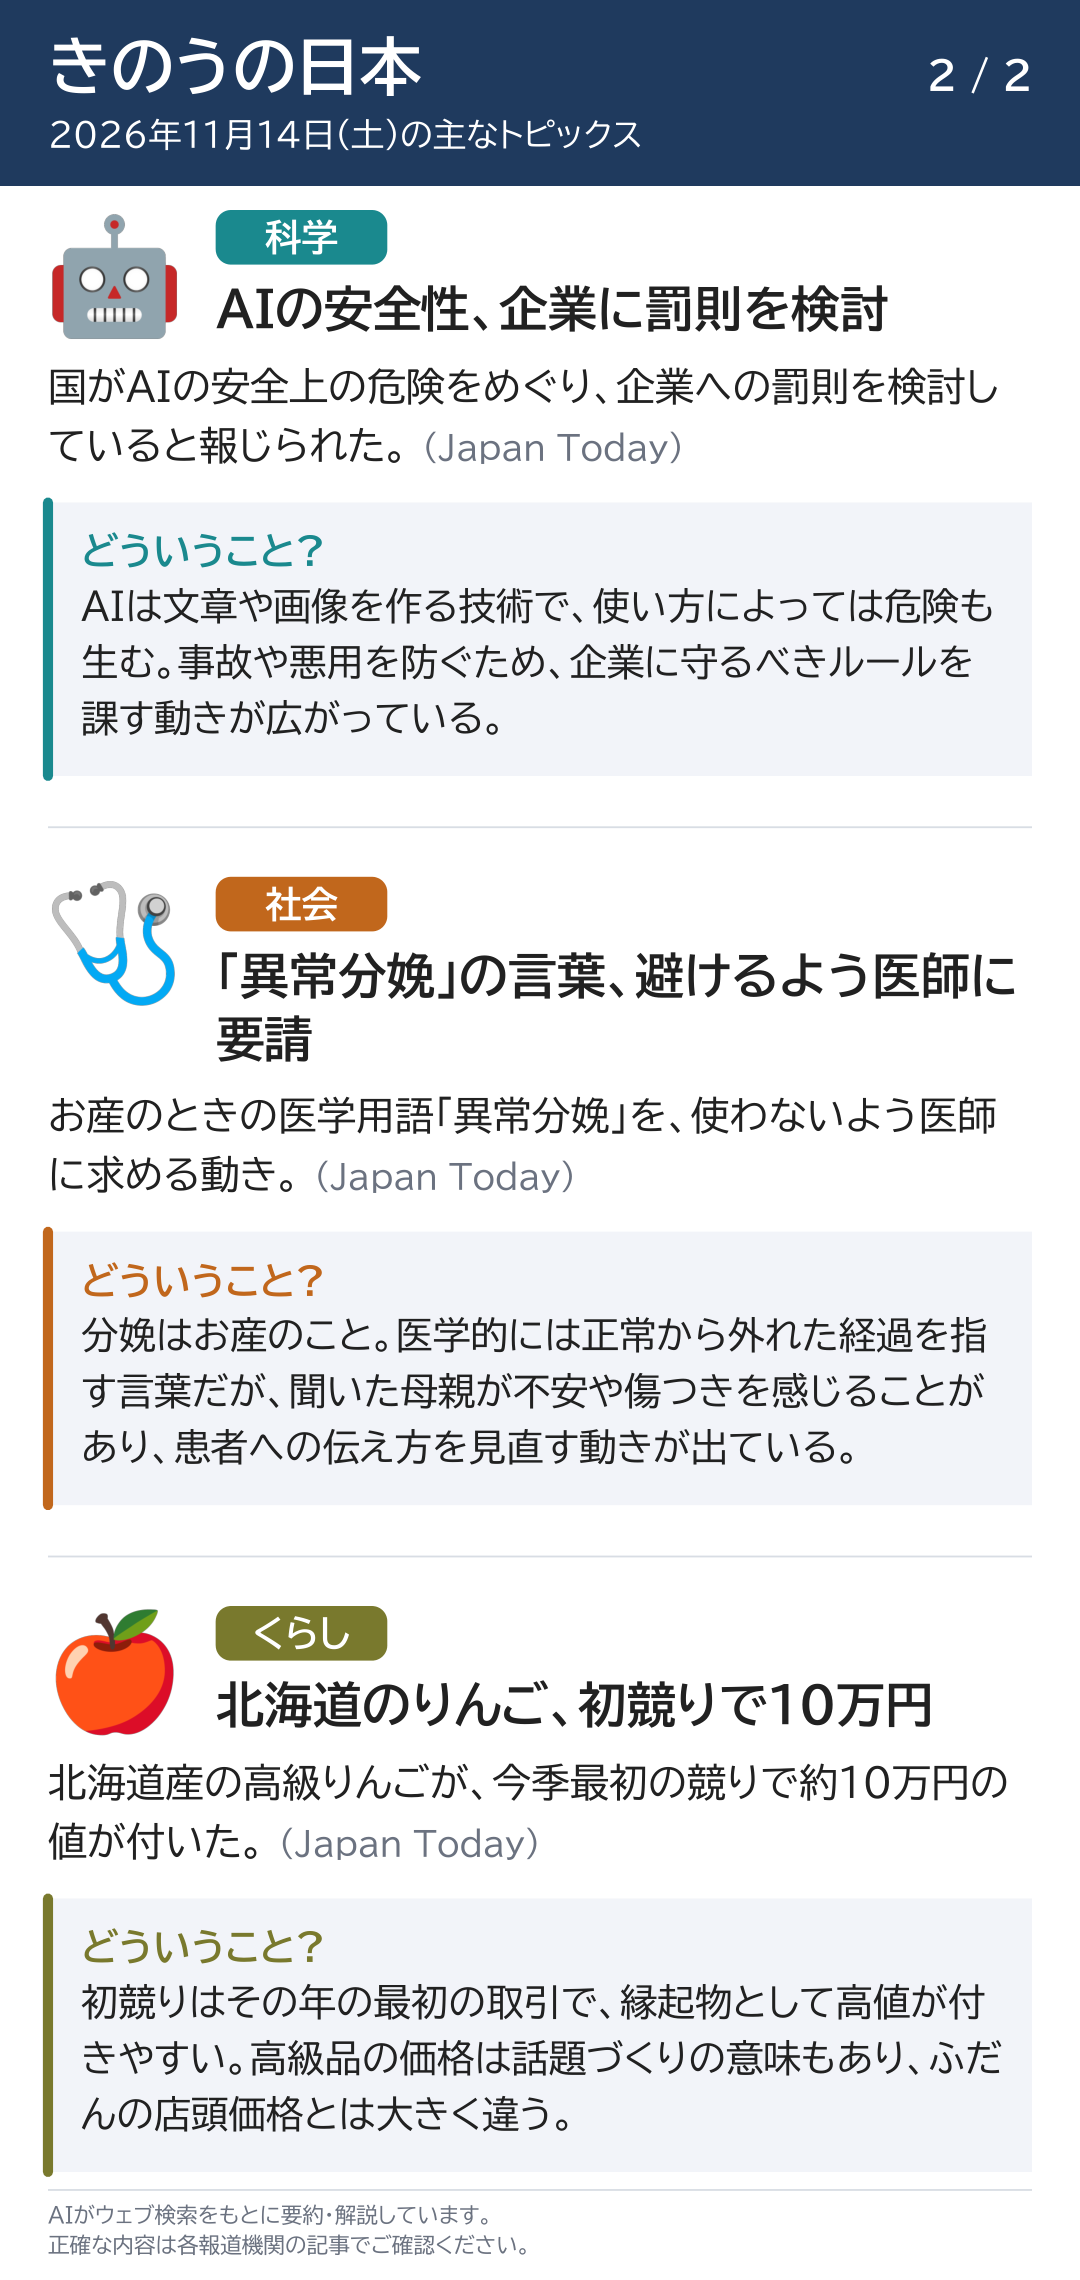 きのうの日本
2 / 2
2026年11月14日(土)の主なトピックス
科学
AIの安全性、企業に罰則を検討
国がAIの安全上の危険をめぐり、企業への罰則を検討し
ていると報じられた。（Japan Today）
どういうこと？
AIは文章や画像を作る技術で、使い方によっては危険も
生む。事故や悪用を防ぐため、企業に守るべきルールを
課す動きが広がっている。
社会
「異常分娩」の言葉、避けるよう医師に
要請
お産のときの医学用語「異常分娩」を、使わないよう医師
に求める動き。（Japan Today）
どういうこと？
分娩はお産のこと。医学的には正常から外れた経過を指
す言葉だが、聞いた母親が不安や傷つきを感じることが
あり、患者への伝え方を見直す動きが出ている。
くらし
北海道のりんご、初競りで10万円
北海道産の高級りんごが、今季最初の競りで約10万円の
値が付いた。（Japan Today）
どういうこと？
初競りはその年の最初の取引で、縁起物として高値が付
きやすい。高級品の価格は話題づくりの意味もあり、ふだ
んの店頭価格とは大きく違う。
AIがウェブ検索をもとに要約・解説しています。
正確な内容は各報道機関の記事でご確認ください。